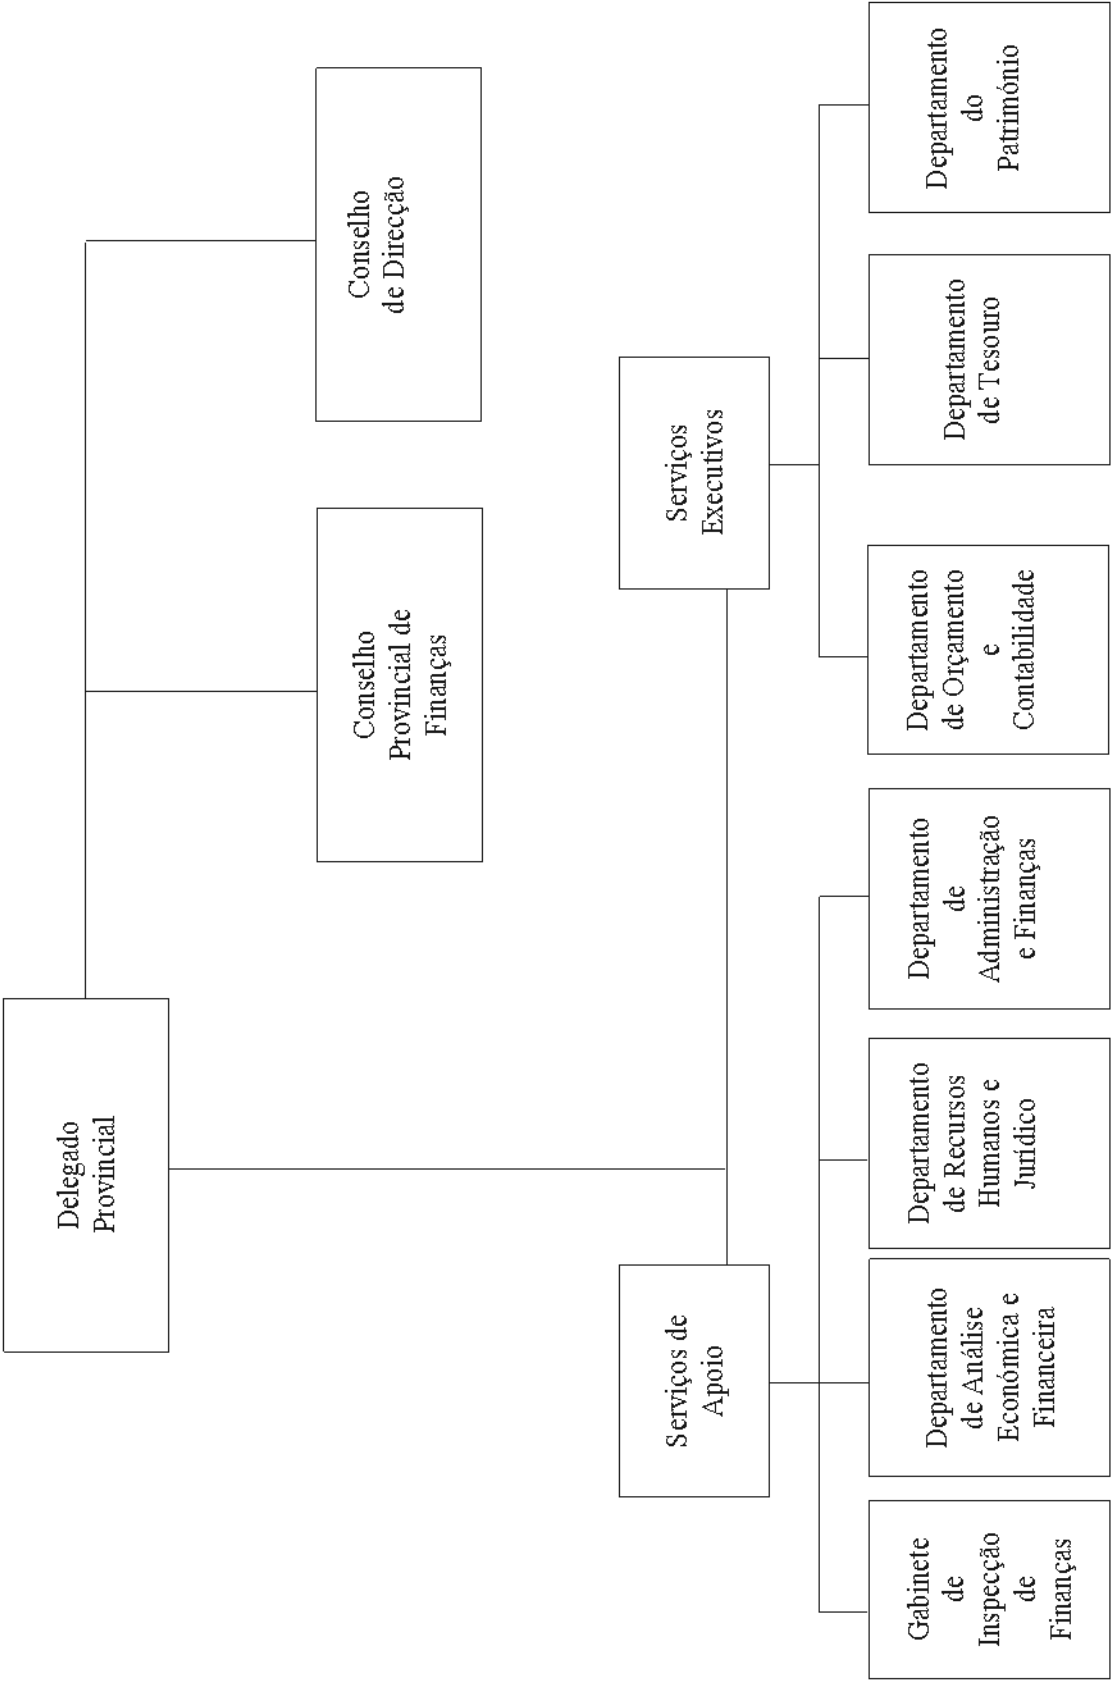 Delegado
Provincial
Conselho
Provincial de
Finanças
Conselho
de Direcção
Serviços de
Apoio
Serviços
Executivos
Gabinete
de
Inspecção
de
Finanças
Departamento
de Análise
Económica e
Financeira
Departamento
de Recursos
Humanos e
Jurídico
Departamento
de
Administração
e Finanças
Departamento
de Orçamento
e
Contabilidade
Departamento
de Tesouro
Departamento
do
Património